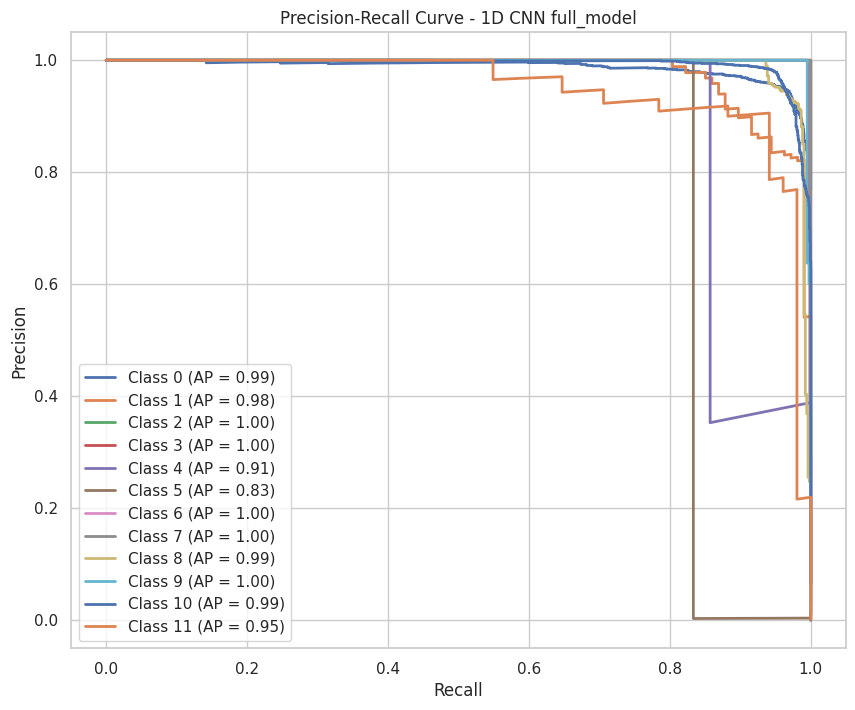 Precision-Recall Curve - 1D CNN full_model
1.0
0.8
0.6
0.4
0.2
0.0
Precision
Class 0 (AP = 0.99)
Class 1 (AP = 0.98)
Class 2 (AP = 1.00)
Class 3 (AP = 1.00)
Class 4 (AP = 0.91)
Class 5 (AP = 0.83)
Class 6 (AP = 1.00)
Class 7 (AP = 1.00)
Class 8 (AP = 0.99)
Class 9 (AP = 1.00)
Class 10 (AP = 0.99)
Class 11 (AP = 0.95)
0.0 0.2 0.4 0.6 0.8 1.0
Recall